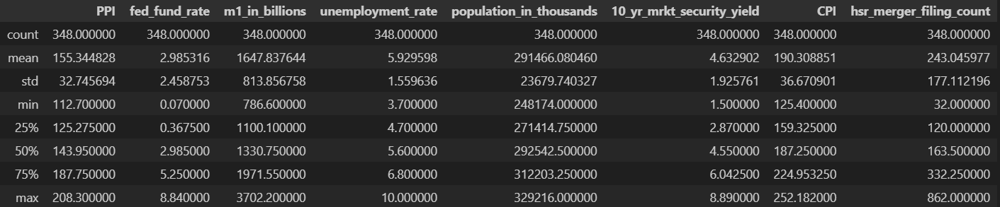 PPI fed_fund_rate m1_in_billions unemployment_rate population_in_thousands 10_yr_mrkt_security_yield CPI hsr_merger_filing_count
count 348.000000 348.000000 348.000000 348.000000 348.000000 348.000000 348.000000 348.000000
mean 155.344828 2.985316 1647.837644 5.929598 291466.080460 4.632902 190.308851 243.045977
std 32.745694 2.458753 813.856758 1.559636 23679.740327 1.925761 36.670901 177.112196
min 112.700000 0.070000 786.600000 3.700000 248174.000000 1.500000 125.400000 32.000000
25% 125.275000 0.367500 1100.100000 4.700000 271414.750000 2.870000 159.325000 120.000000
50% 143.950000 2.985000 1330.750000 5.600000 292542.500000 4.550000 187.250000 163.500000
75% 187.750000 5.250000 1971.550000 6.800000 312203.250000 6.042500 224.953250 332.250000
max 208.300000 8.840000 3702.200000 10.000000 329216.000000 8.890000 252.182000 862.000000